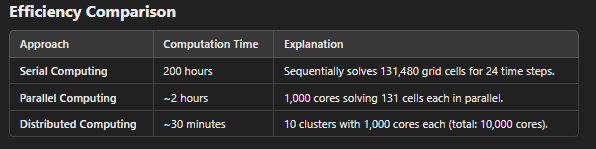 Efficiency Comparison
Approach Computation Time Explanation
Serial Computing 200 hours Sequentially solves 131,480 grid cells for 24 time steps.
Parallel Computing ~2 hours 1,000 cores solving 131 cells each in parallel.
Distributed Computing ~30 minutes 10 clusters with 1,000 cores each (total: 10,000 cores).